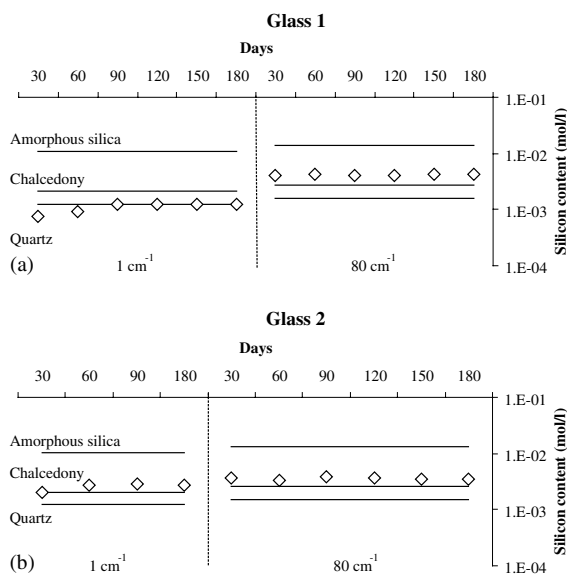 Glass 1
Days
30 60 90 120 150 180 30 60 90 120 150 180
1.E-01
Amorphous silica
1.E-02
Chalcedony
1.E-03
Quartz
1.E-04
Silicon content (mol/l)
(a) 1 cm-1 80 cm-1
Glass 2
Days
30 60 90 180 30 60 90 120 150 180
1.E-01
Amorphous silica
1.E-02
Chalcedony
1.E-03
Quartz
1.E-04
Silicon content (mol/l)
(b) 1 cm-1 80 cm-1